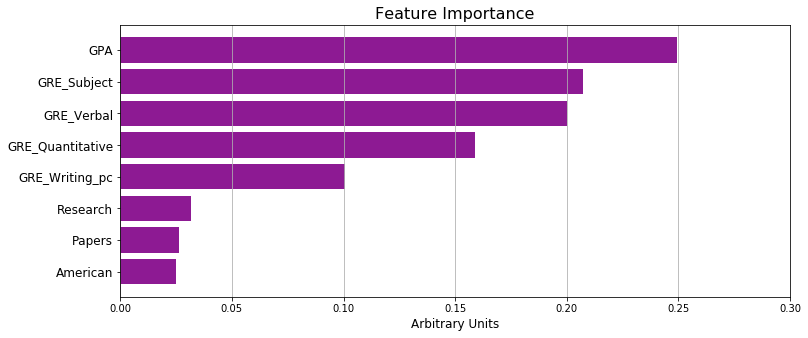 Feature Importance
GPA
GRE_Subject
GRE_Verbal
GRE_Quantitative
GRE_Writing_pc
Research
Papers
American
0.00 0.05 0.10 0.15 0.20 0.25 0.30
Arbitrary Units